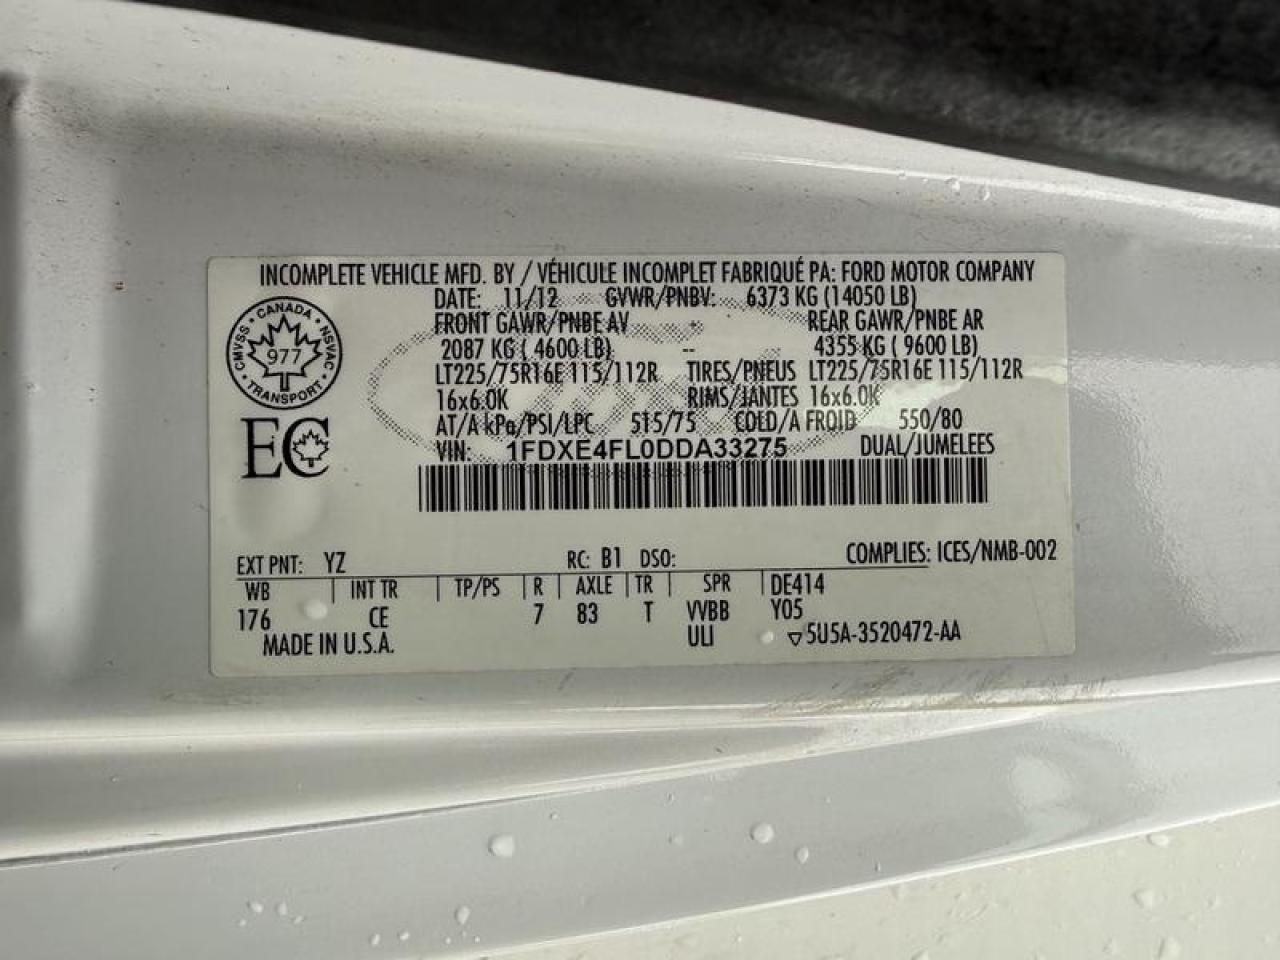 INCOMPLETE VEHICLE MFD. BY / VÉHICULE INCOMPLET FABRIQUÉ PA: FORD MOTOR COMPANY
DATE: 11/12 GVWR/PNBV: 6373 KG (14050 LB)
FRONT GAWR/PNBE AV REAR GAWR/PNBE AR
2087 KG ( 4600 LB) -- 4355 KG ( 9600 LB)
LT225/75R16E 115/112R TIRES/PNEUS LT225/75R16E 115/112R
16x6.0K RIMS/JANTES 16x6.0K
AT/A kPa/PSI/LPC 515/75 COLD/A FROID 550/80
VIN: 1FDXE4FL0DDA33275 DUAL/JUMELEES
CANADA
CMVSS NSVAC
977
TRANSPORT
EC
EXT PNT: YZ RC: B1 DSO: COMPLIES: ICES/NMB-002
WB | INT TR | TP/PS | R | AXLE | TR | SPR | DE414
176 CE 7 83 T VVBB Y05
MADE IN U.S.A. ULI ▽5U5A-3520472-AA